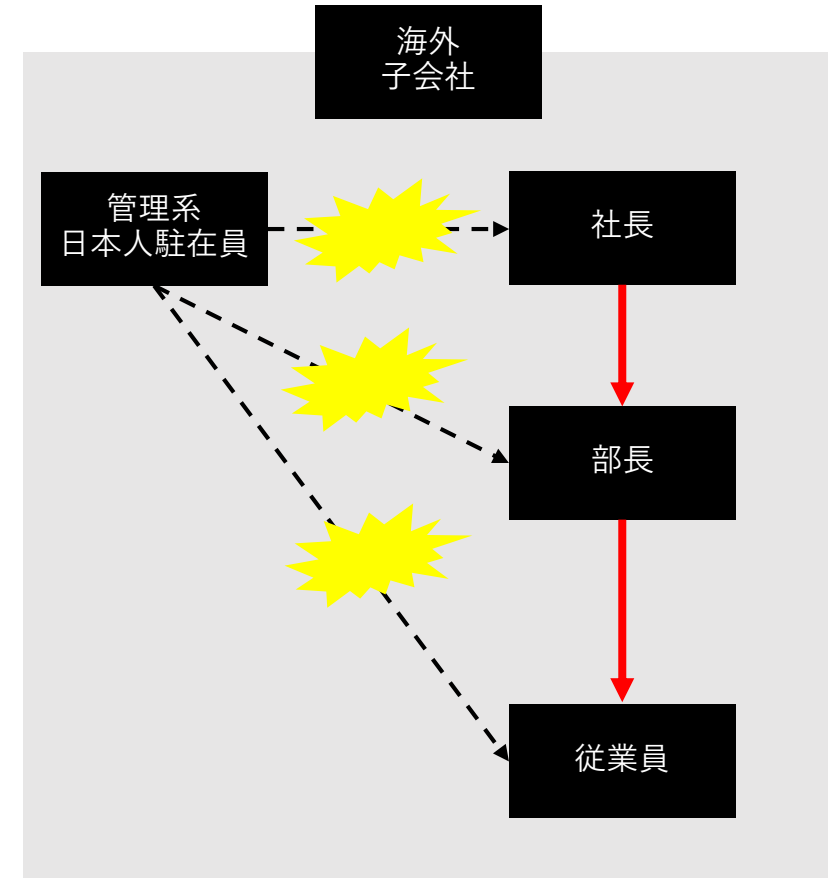 海外
子会社
管理系
日本人駐在員
社長
部長
従業員